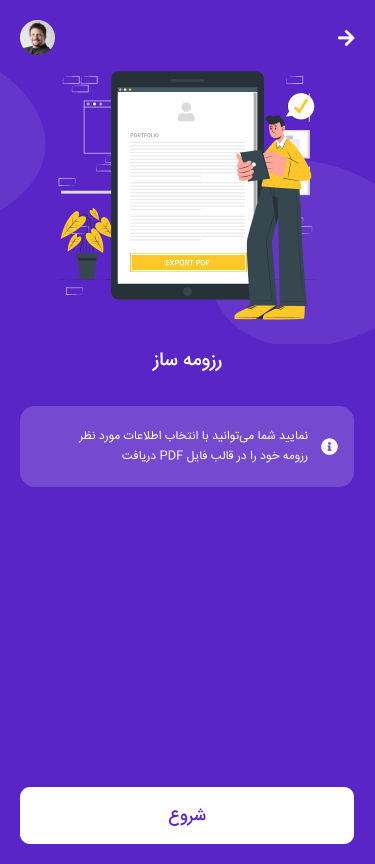 PORTFOLIO
EXPORT PDF
رزومه ساز
نمایید شما می‌توانید با انتخاب اطلاعات مورد نظر
رزومه خود را در قالب فایل PDF دریافت
شروع